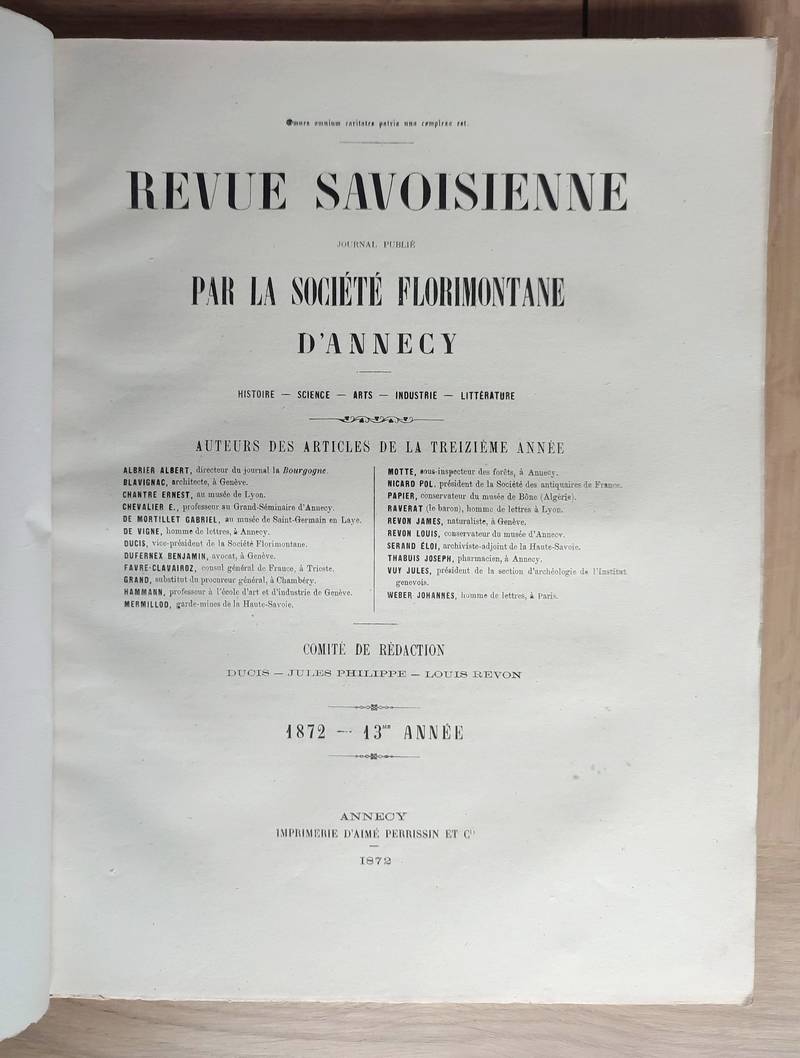 Omnes omnium caritates patria una complexa est.
REVUE SAVOISIENNE
JOURNAL PUBLIÉ
PAR LA SOCIÉTÉ FLORIMONTANE
D'ANNECY
HISTOIRE — SCIENCE — ARTS — INDUSTRIE — LITTÉRATURE
AUTEURS DES ARTICLES DE LA TREIZIÈME ANNÉE
ALBRIER ALBERT, directeur du journal la Bourgogne.
BLAVIGNAC, architecte, à Genève.
CHANTRE ERNEST, au musée de Lyon.
CHEVALIER E., professeur au Grand-Séminaire d'Annecy.
DE MORTILLET GABRIEL, au musée de Saint-Germain en Laye.
DE VIGNE, homme de lettres, à Annecy.
DUCIS, vice-président de la Société Florimontane.
DUFERNEX BENJAMIN, avocat, à Genève.
FAVRE-CLAVAIROZ, consul général de France, à Trieste.
GRAND, substitut du procureur général, à Chambéry.
HAMMANN, professeur à l'école d'art et d'industrie de Genève.
MERMILLOD, garde-mines de la Haute-Savoie.
MOTTE, sous-inspecteur des forêts, à Annecy.
NICARD POL, président de la Société des antiquaires de France.
PAPIER, conservateur du musée de Bône (Algérie).
RAVERAT (le baron), homme de lettres à Lyon.
REVON JAMES, naturaliste, à Genève.
REVON LOUIS, conservateur du musée d'Annecy.
SERAND ÉLOI, archiviste-adjoint de la Haute-Savoie.
THABUIS JOSEPH, pharmacien, à Annecy.
VUY JULES, président de la section d'archéologie de l'Institut
genevois.
WEBER JOHANNÈS, homme de lettres, à Paris.
COMITÉ DE RÉDACTION
DUCIS — JULES PHILIPPE — LOUIS REVON
1872 — 13me ANNÉE
ANNECY
IMPRIMERIE D'AIMÉ PERRISSIN ET Cie
1872